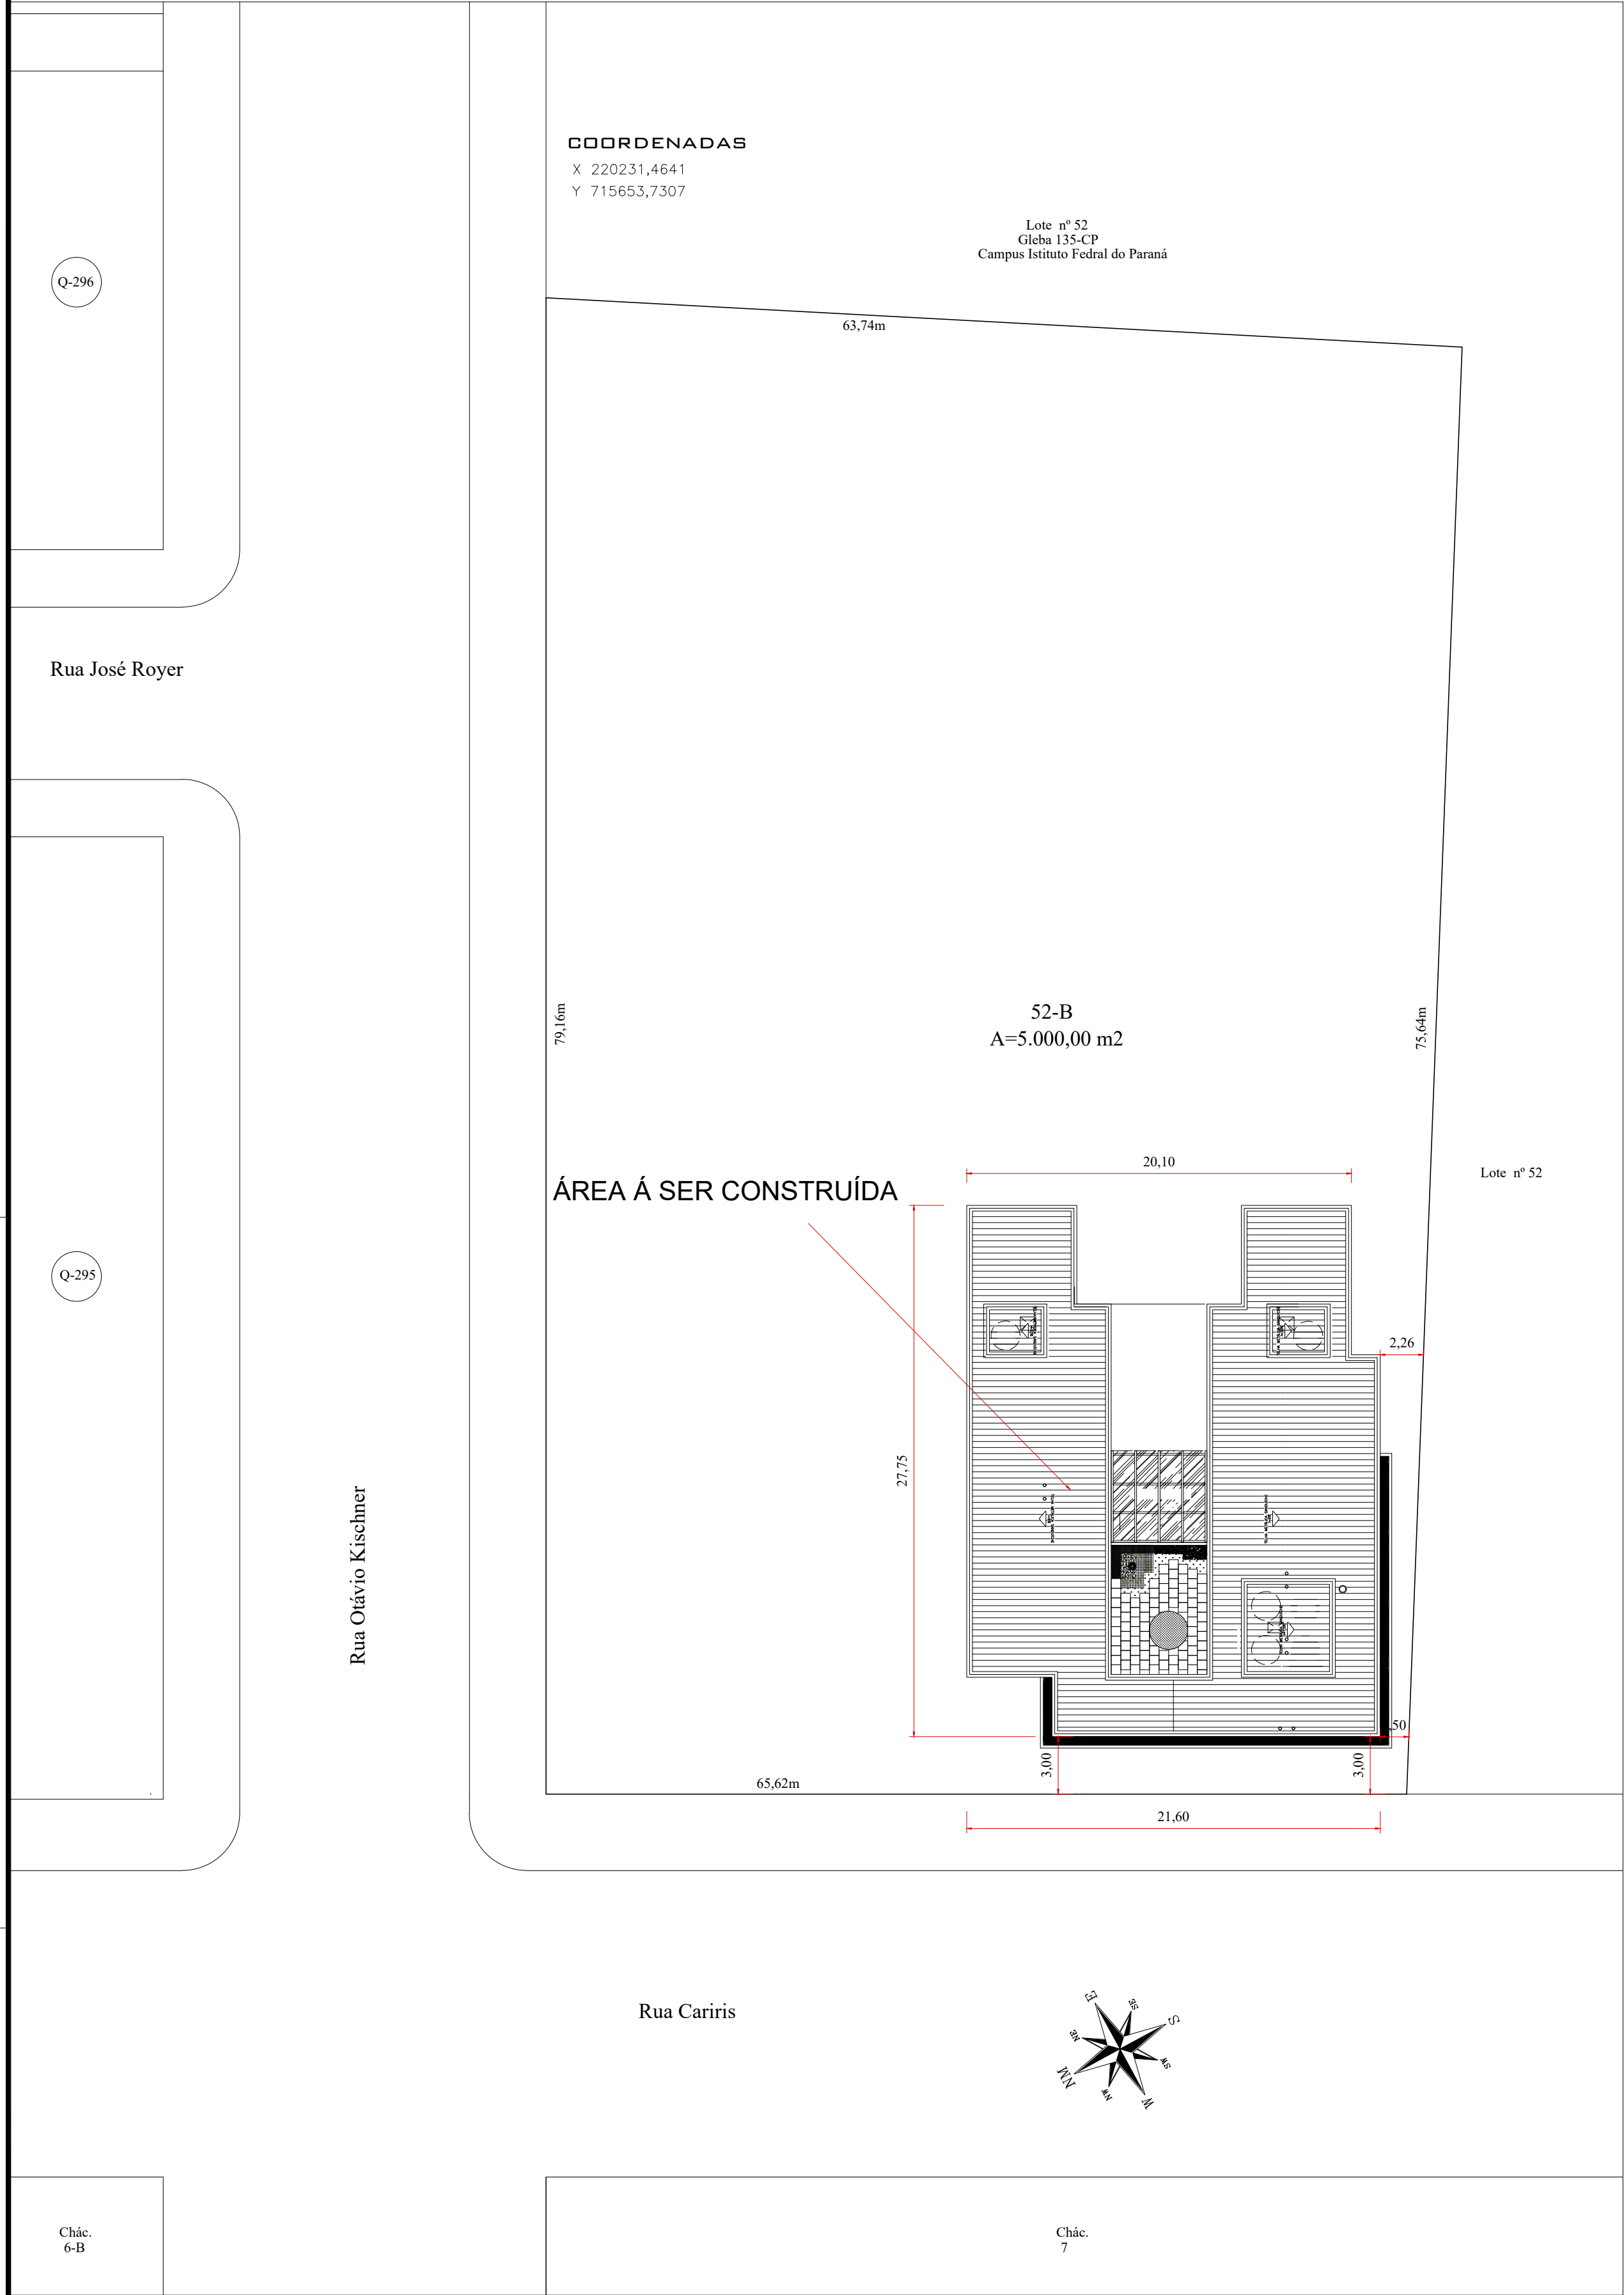 COORDENADAS
X 220231,4641
Y 715653,7307
Lote nº 52
Gleba 135-CP
Campus Istituto Fedral do Paraná
Q-296
63,74m
Rua José Royer
79,16m
52-B
A=5.000,00 m2
75,64m
20,10
Lote nº 52
ÁREA Á SER CONSTRUÍDA
Q-295
2,26
27,75
Rua Otávio Kischner
,50
3,00
3,00
65,62m
21,60
Rua Cariris
E
SE
S
NE
SW
NM
NW
W
Chác.
6-B
Chác.
7